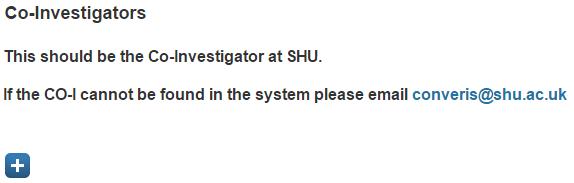 Co-Investigators
This should be the Co-Investigator at SHU.
If the CO-I cannot be found in the system please email converis@shu.ac.uk